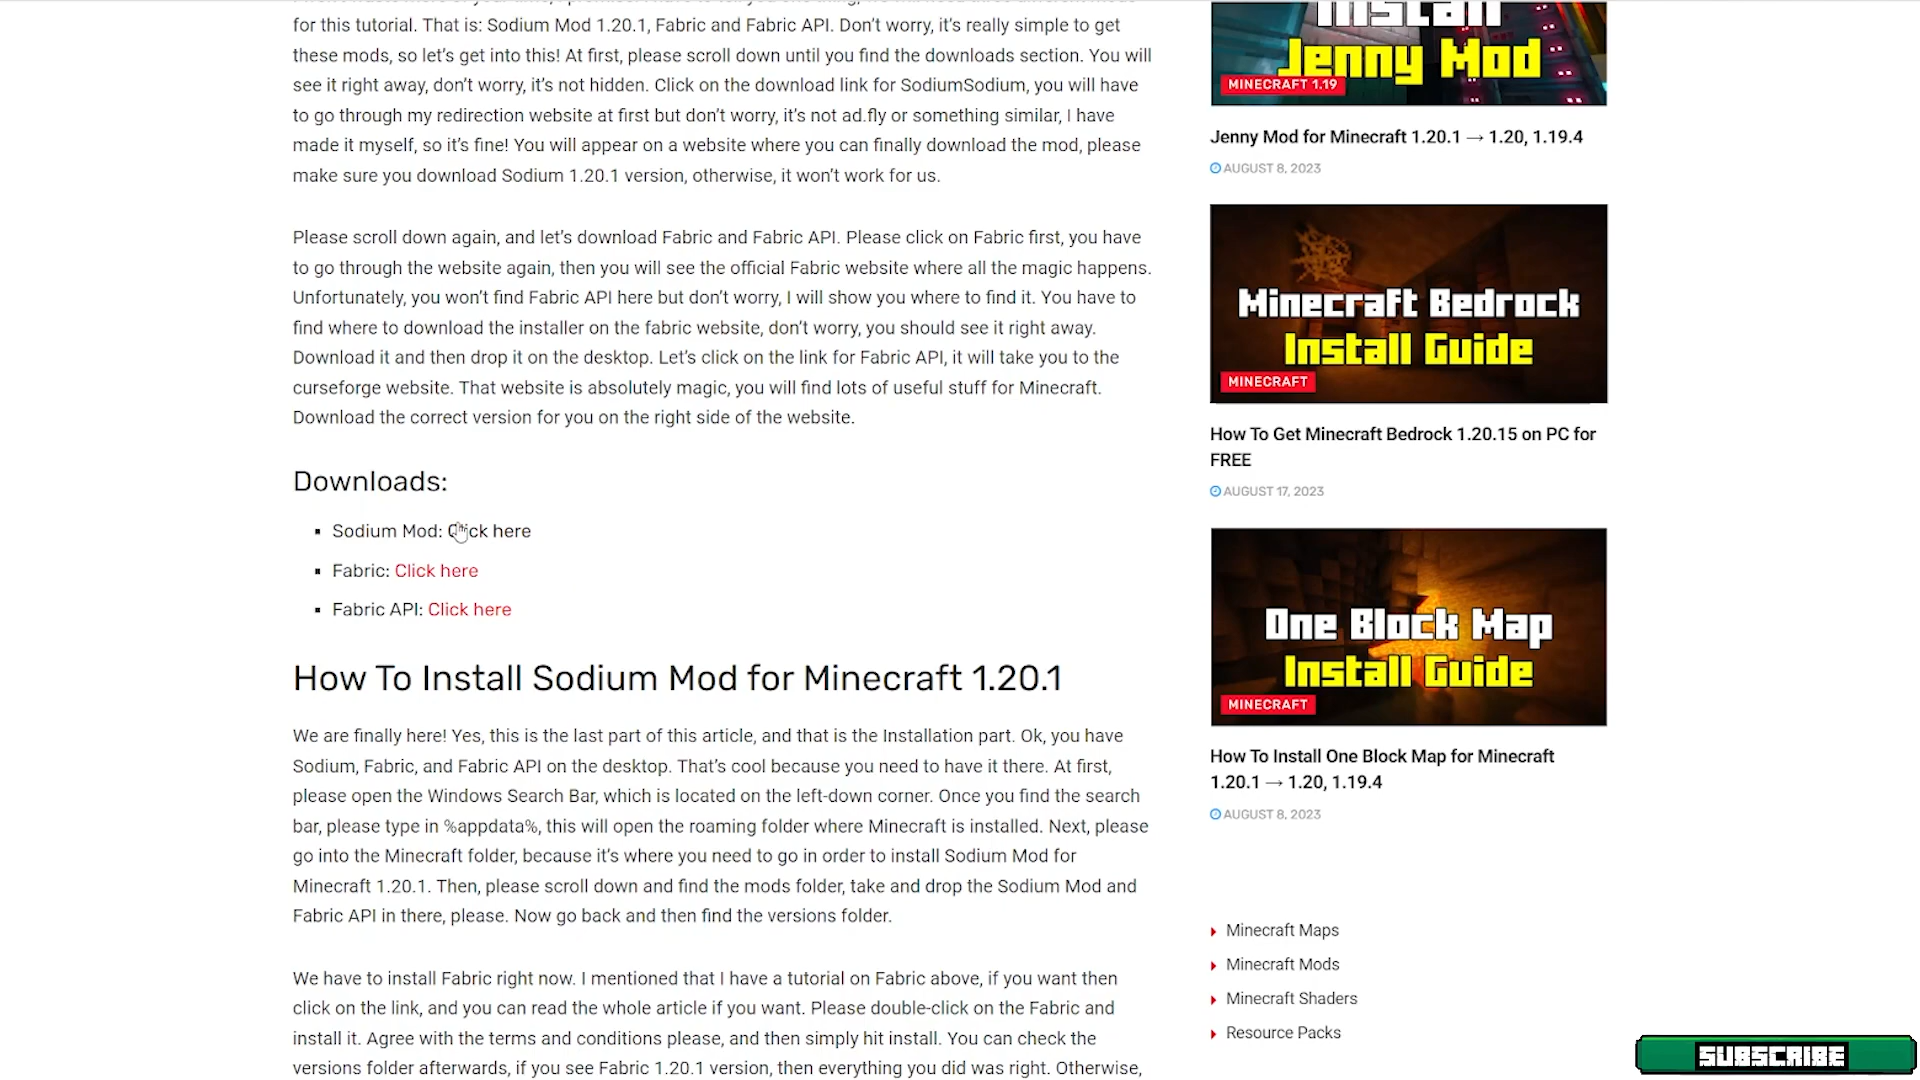 for this tutorial. That is: Sodium Mod 1.20.1, Fabric and Fabric API. Don't worry, it's really simple to get
these mods, so let's get into this! At first, please scroll down until you find the downloads section. You will
see it right away, don't worry, it's not hidden. Click on the download link for SodiumSodium, you will have
to go through my redirection website at first but don't worry, it's not ad.fly or something similar, I have
made it myself, so it's fine! You will appear on a website where you can finally download the mod, please
make sure you download Sodium 1.20.1 version, otherwise, it won't work for us.
Please scroll down again, and let's download Fabric and Fabric API. Please click on Fabric first, you have
to go through the website again, then you will see the official Fabric website where all the magic happens.
Unfortunately, you won't find Fabric API here but don't worry, I will show you where to find it. You have to
find where to download the installer on the fabric website, don't worry, you should see it right away.
Download it and then drop it on the desktop. Let's click on the link for Fabric API, it will take you to the
curseforge website. That website is absolutely magic, you will find lots of useful stuff for Minecraft.
Download the correct version for you on the right side of the website.
Downloads:
Sodium Mod: Click here
Fabric: Click here
Fabric API: Click here
How To Install Sodium Mod for Minecraft 1.20.1
We are finally here! Yes, this is the last part of this article, and that is the Installation part. Ok, you have
Sodium, Fabric, and Fabric API on the desktop. That's cool because you need to have it there. At first,
please open the Windows Search Bar, which is located on the left-down corner. Once you find the search
bar, please type in %appdata%, this will open the roaming folder where Minecraft is installed. Next, please
go into the Minecraft folder, because it's where you need to go in order to install Sodium Mod for
Minecraft 1.20.1. Then, please scroll down and find the mods folder, take and drop the Sodium Mod and
Fabric API in there, please. Now go back and then find the versions folder.
We have to install Fabric right now. I mentioned that I have a tutorial on Fabric above, if you want then
click on the link, and you can read the whole article if you want. Please double-click on the Fabric and
install it. Agree with the terms and conditions please, and then simply hit install. You can check the
versions folder afterwards, if you see Fabric 1.20.1 version, then everything you did was right. Otherwise,
Install
Jenny Mod
MINECRAFT 1.19
Jenny Mod for Minecraft 1.20.1 → 1.20, 1.19.4
AUGUST 8, 2023
Minecraft Bedrock
Install Guide
MINECRAFT
How To Get Minecraft Bedrock 1.20.15 on PC for
FREE
AUGUST 17, 2023
One Block Map
Install Guide
MINECRAFT
How To Install One Block Map for Minecraft
1.20.1 → 1.20, 1.19.4
AUGUST 8, 2023
Minecraft Maps
Minecraft Mods
Minecraft Shaders
Resource Packs
SUBSCRIBE